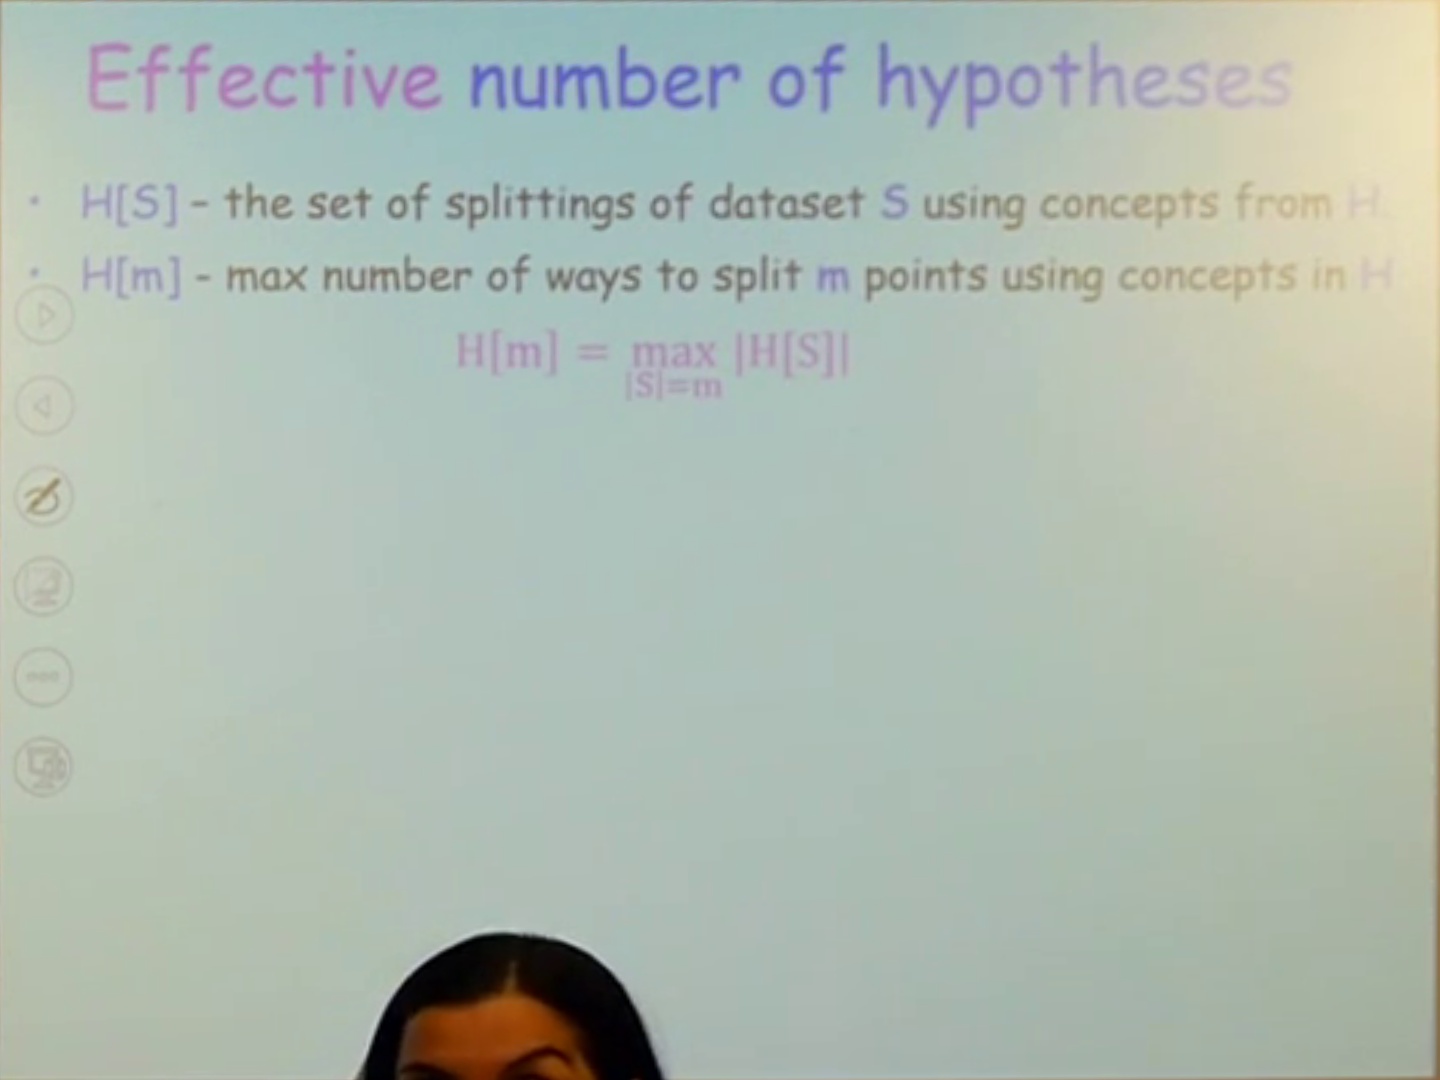 Effective number of hypotheses
• H[S] – the set of splittings of dataset S using concepts from H.
• H[m] – max number of ways to split m points using concepts in H
H[m] = max |H[S]|
|S|=m